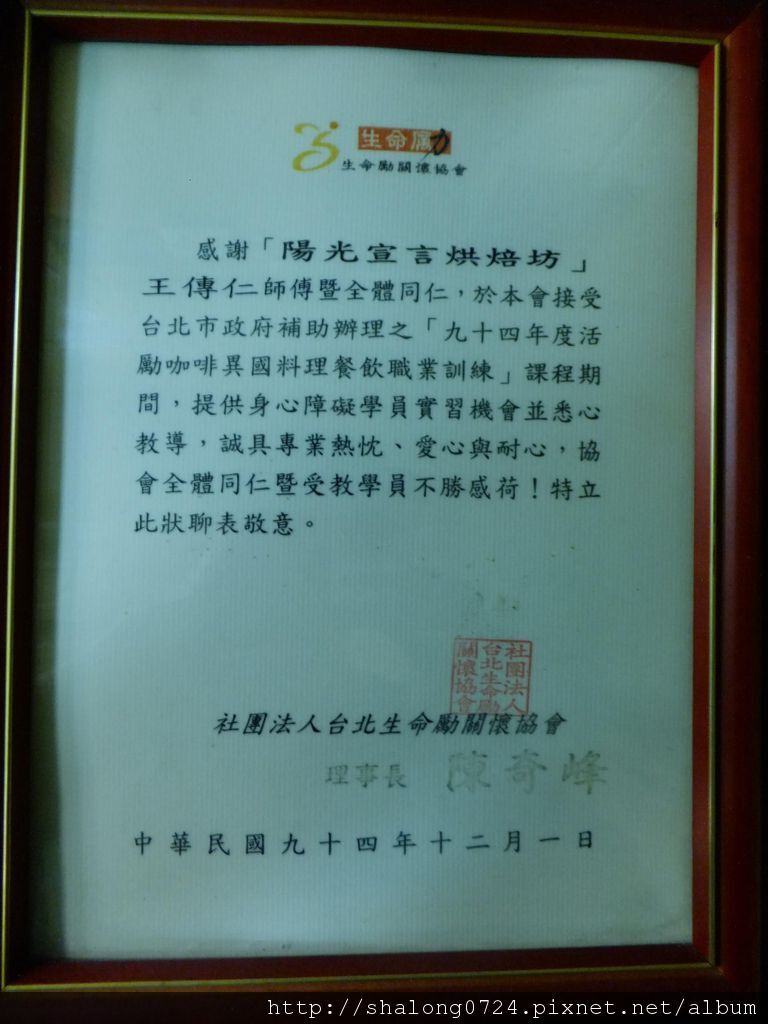 生命勵
生命勵關懷協會
感謝「陽光宣言烘焙坊」
王傳仁師傅暨全體同仁，於本會接受
台北市政府補助辦理之「九十四年度活
勵咖啡異國料理餐飲職業訓練」課程期
間，提供身心障礙學員實習機會並悉心
教導，誠具專業熱忱、愛心與耐心，協
會全體同仁暨受教學員不勝感荷！特立
此狀聊表敬意。
社團法人
台北生命勵
關懷協會
社團法人台北生命勵關懷協會
理事長 陳奇峰
中華民國九十四年十二月一日
http://shalong0724.pixnet.net/album